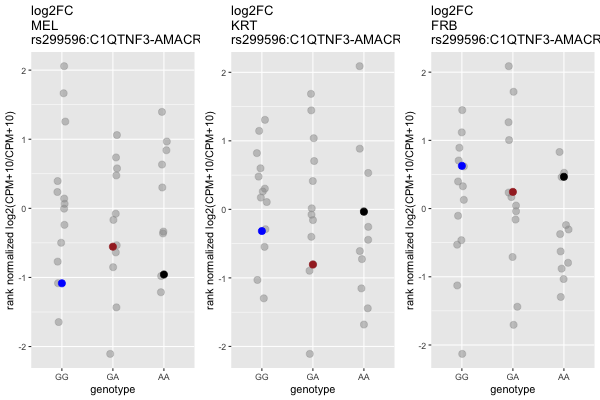 log2FC
MEL
rs299596:C1QTNF3-AMACR
rank normalized log2(CPM+10/CPM+10)
2
1
0
-1
-2
GG
GA
AA
genotype
log2FC
KRT
rs299596:C1QTNF3-AMACR
rank normalized log2(CPM+10/CPM+10)
2
1
0
-1
-2
GG
GA
AA
genotype
log2FC
FRB
rs299596:C1QTNF3-AMACR
rank normalized log2(CPM+10/CPM+10)
2
1
0
-1
-2
GG
GA
AA
genotype